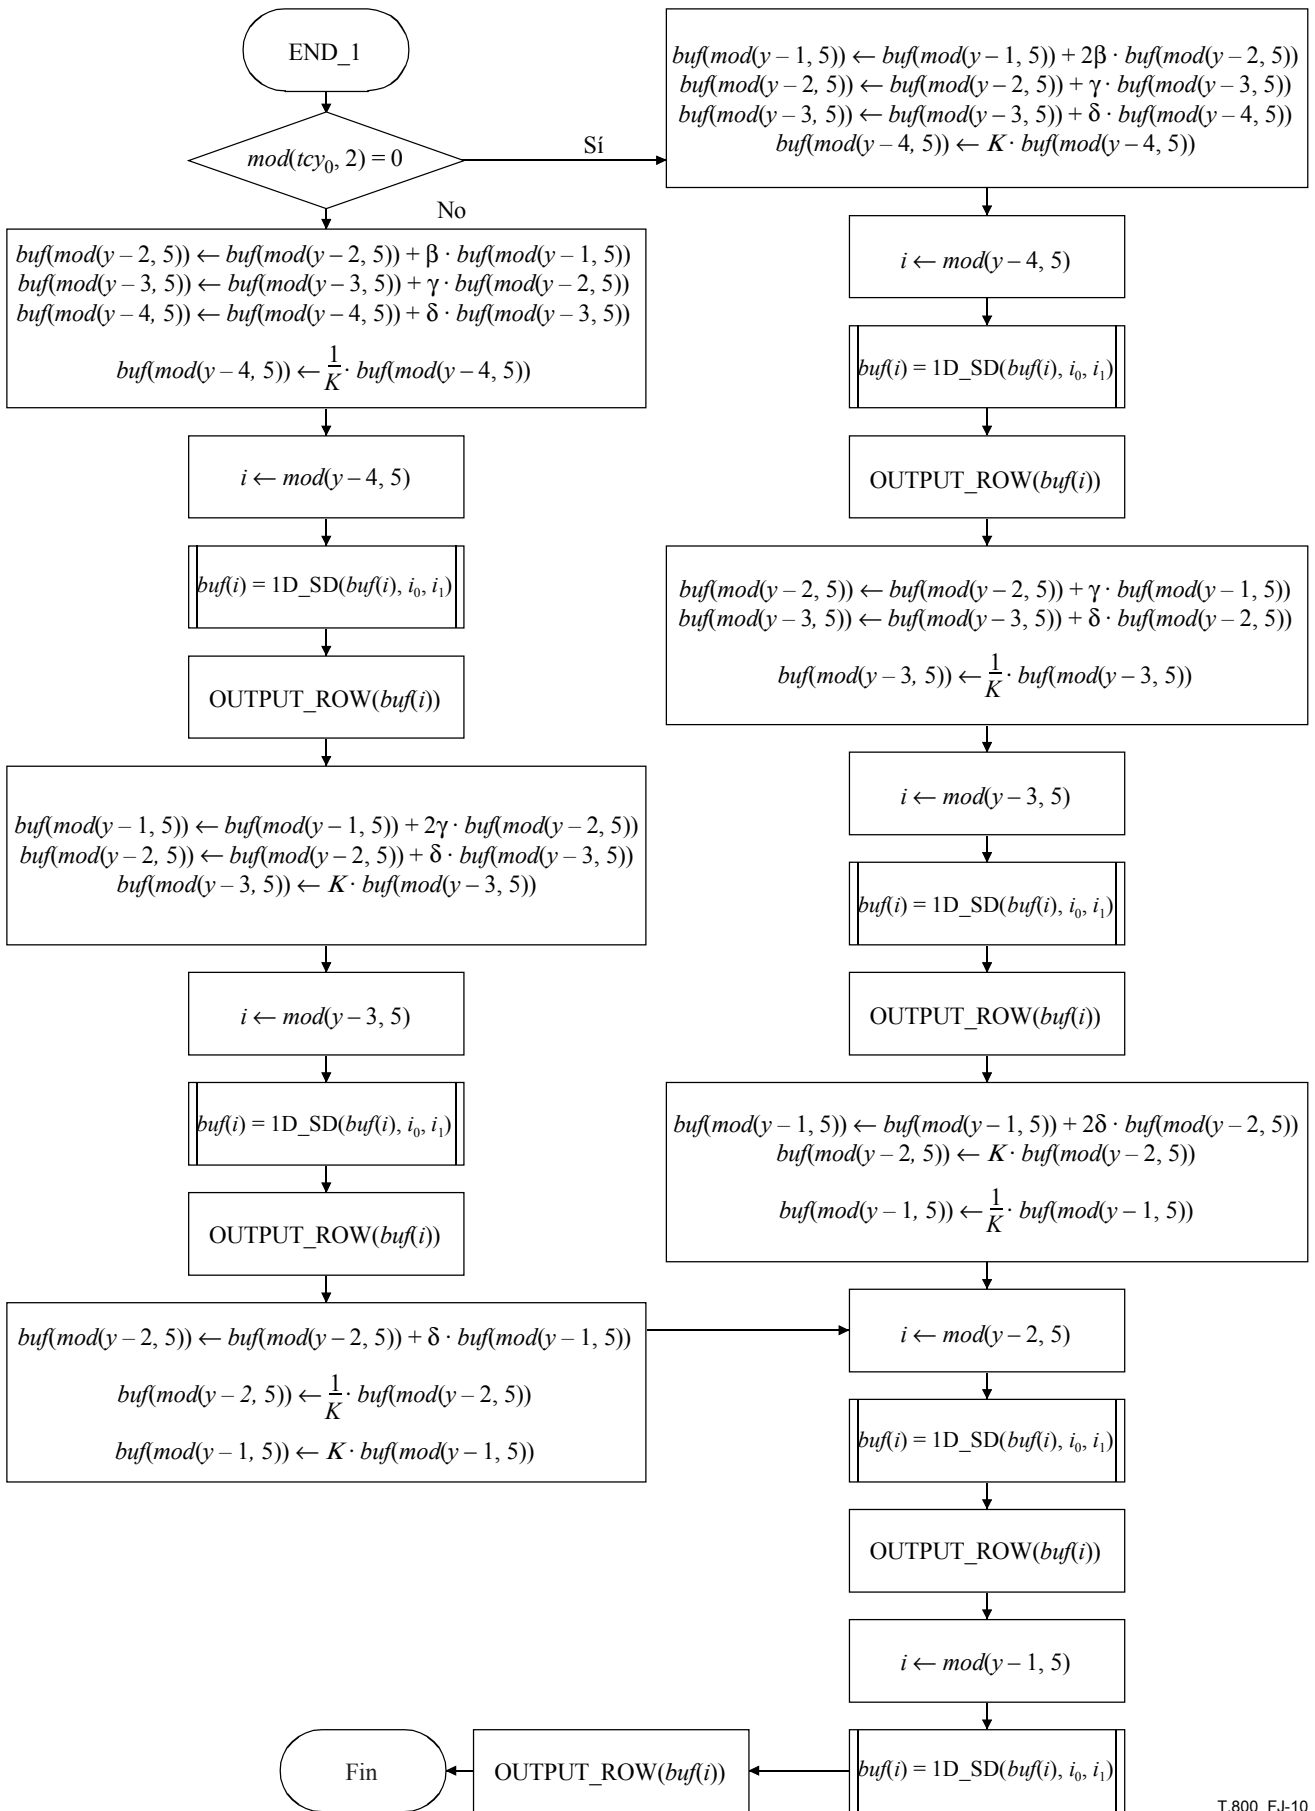 END_1
mod(tcy₀, 2) = 0
Sí
No
buf(mod(y – 2, 5)) ← buf(mod(y – 2, 5)) + β · buf(mod(y – 1, 5))
buf(mod(y – 3, 5)) ← buf(mod(y – 3, 5)) + γ · buf(mod(y – 2, 5))
buf(mod(y – 4, 5)) ← buf(mod(y – 4, 5)) + δ · buf(mod(y – 3, 5))
buf(mod(y – 4, 5)) ← 1/K · buf(mod(y – 4, 5))
i ← mod(y – 4, 5)
buf(i) = 1D_SD(buf(i), i₀, i₁)
OUTPUT_ROW(buf(i))
buf(mod(y – 1, 5)) ← buf(mod(y – 1, 5)) + 2γ · buf(mod(y – 2, 5))
buf(mod(y – 2, 5)) ← buf(mod(y – 2, 5)) + δ · buf(mod(y – 3, 5))
buf(mod(y – 3, 5)) ← K · buf(mod(y – 3, 5))
i ← mod(y – 3, 5)
buf(i) = 1D_SD(buf(i), i₀, i₁)
OUTPUT_ROW(buf(i))
buf(mod(y – 2, 5)) ← buf(mod(y – 2, 5)) + δ · buf(mod(y – 1, 5))
buf(mod(y – 2, 5)) ← 1/K · buf(mod(y – 2, 5))
buf(mod(y – 1, 5)) ← K · buf(mod(y – 1, 5))
buf(mod(y – 1, 5)) ← buf(mod(y – 1, 5)) + 2β · buf(mod(y – 2, 5))
buf(mod(y – 2, 5)) ← buf(mod(y – 2, 5)) + γ · buf(mod(y – 3, 5))
buf(mod(y – 3, 5)) ← buf(mod(y – 3, 5)) + δ · buf(mod(y – 4, 5))
buf(mod(y – 4, 5)) ← K · buf(mod(y – 4, 5))
i ← mod(y – 4, 5)
buf(i) = 1D_SD(buf(i), i₀, i₁)
OUTPUT_ROW(buf(i))
buf(mod(y – 2, 5)) ← buf(mod(y – 2, 5)) + γ · buf(mod(y – 1, 5))
buf(mod(y – 3, 5)) ← buf(mod(y – 3, 5)) + δ · buf(mod(y – 2, 5))
buf(mod(y – 3, 5)) ← 1/K · buf(mod(y – 3, 5))
i ← mod(y – 3, 5)
buf(i) = 1D_SD(buf(i), i₀, i₁)
OUTPUT_ROW(buf(i))
buf(mod(y – 1, 5)) ← buf(mod(y – 1, 5)) + 2δ · buf(mod(y – 2, 5))
buf(mod(y – 2, 5)) ← K · buf(mod(y – 2, 5))
buf(mod(y – 1, 5)) ← 1/K · buf(mod(y – 1, 5))
i ← mod(y – 2, 5)
buf(i) = 1D_SD(buf(i), i₀, i₁)
OUTPUT_ROW(buf(i))
i ← mod(y – 1, 5)
buf(i) = 1D_SD(buf(i), i₀, i₁)
OUTPUT_ROW(buf(i))
Fin
T.800_FJ-10